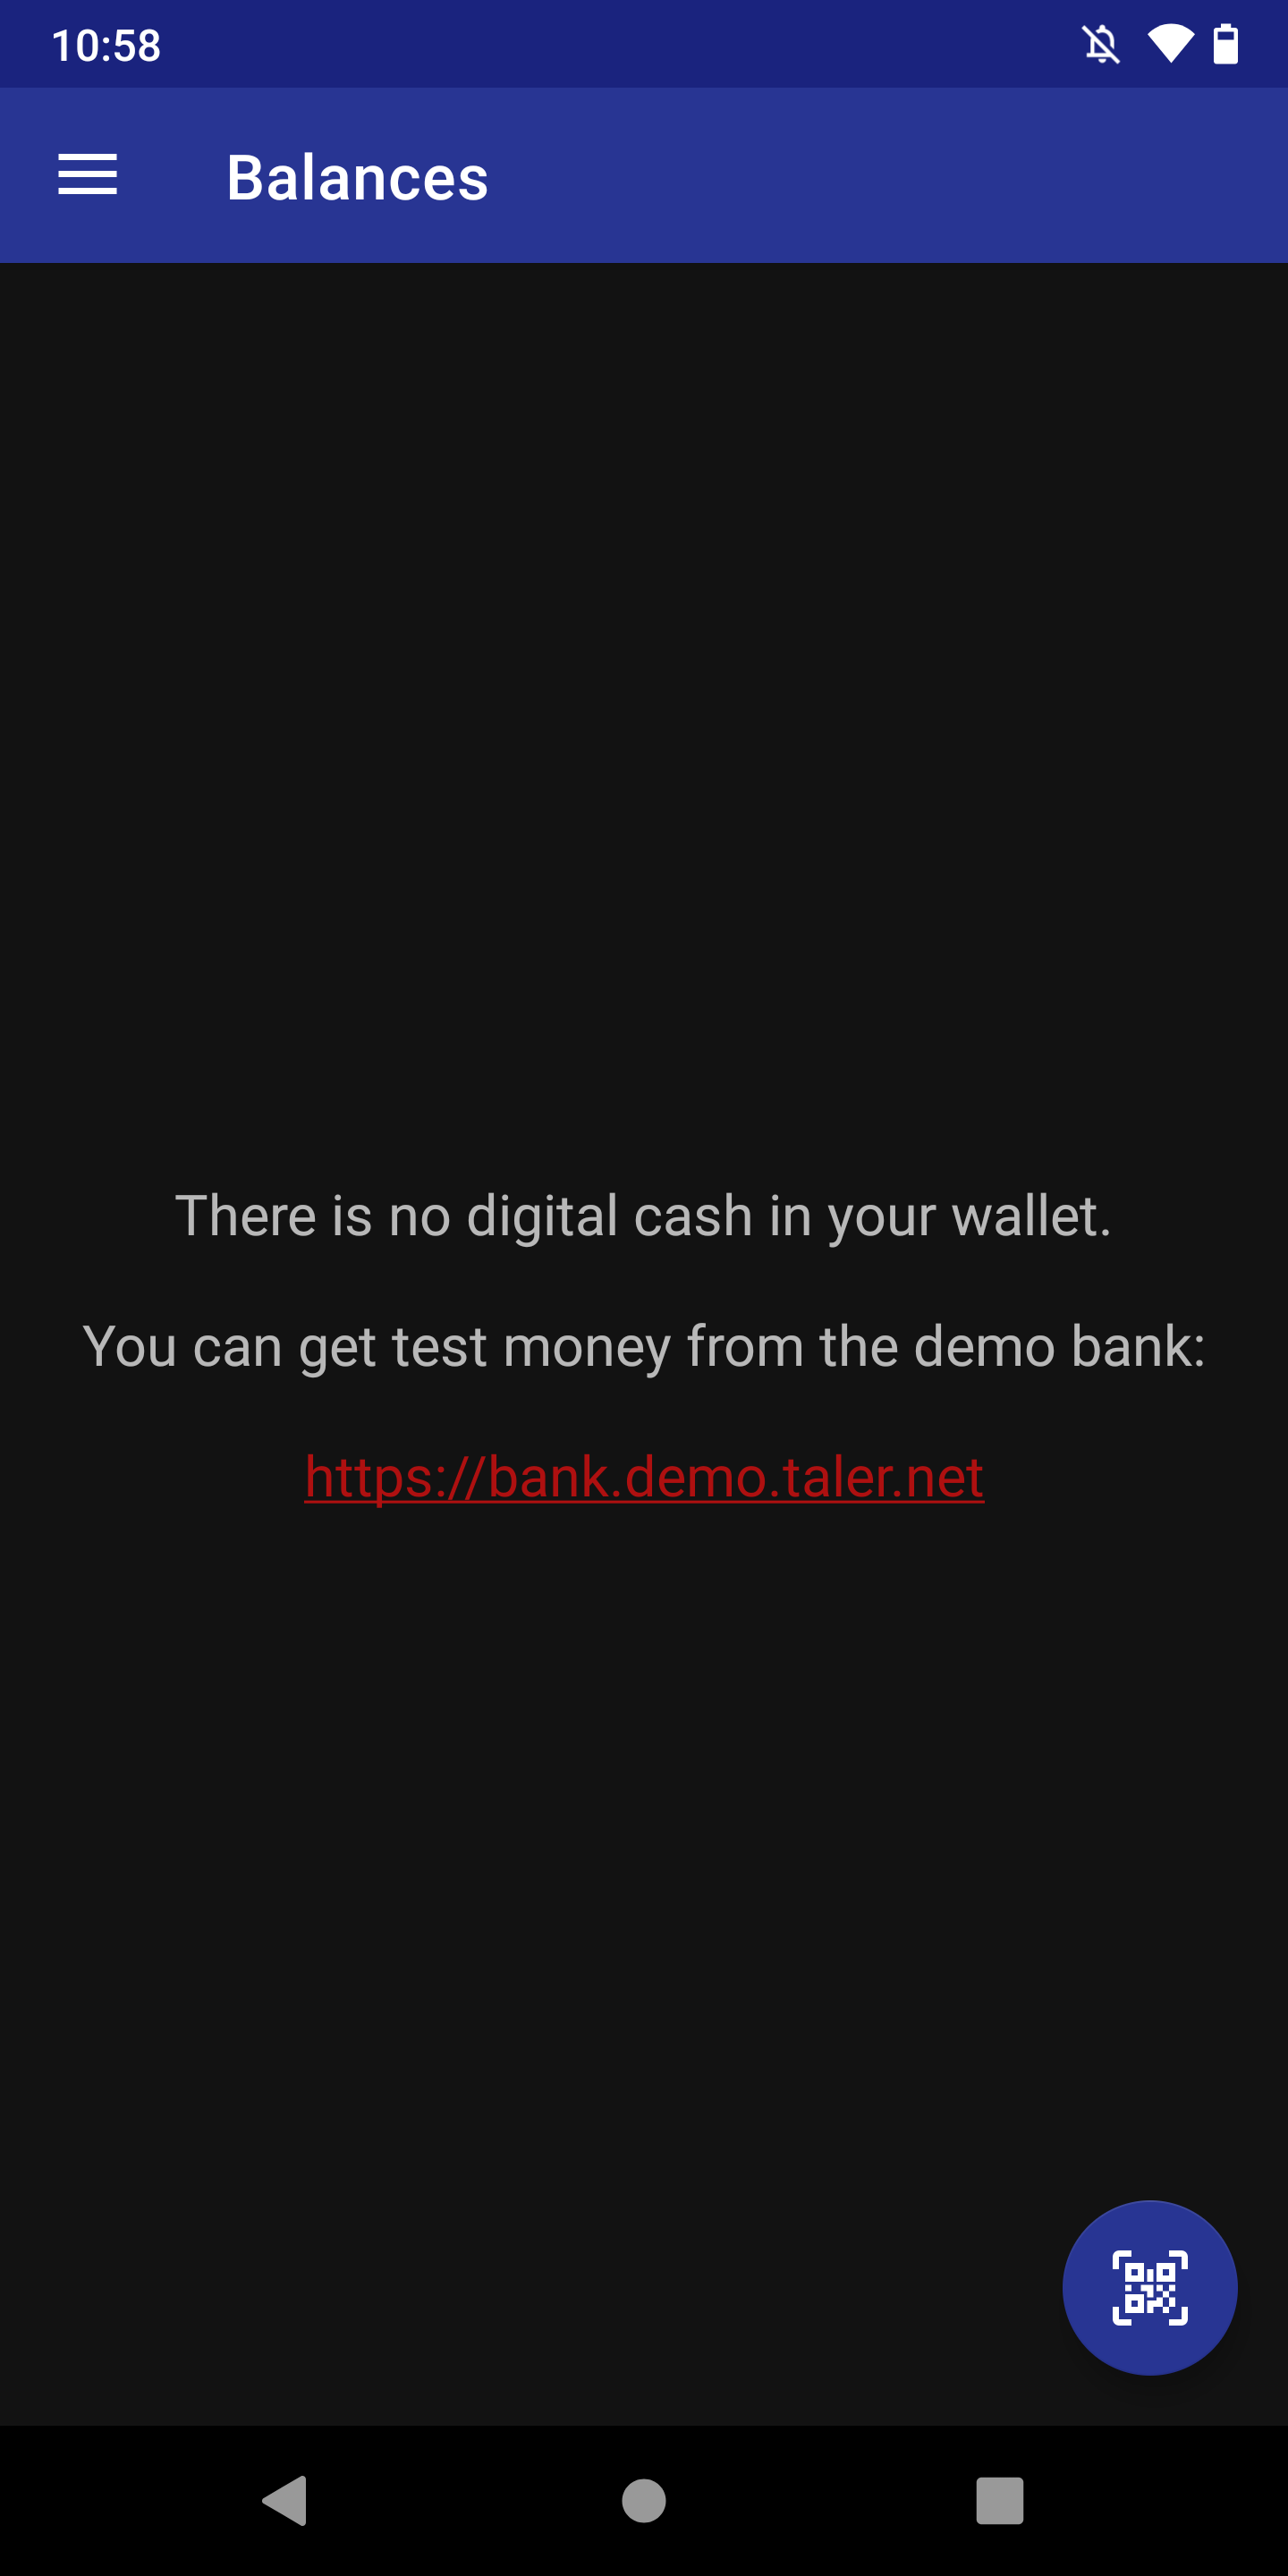 10:58
Balances
There is no digital cash in your wallet.
You can get test money from the demo bank:
https://bank.demo.taler.net